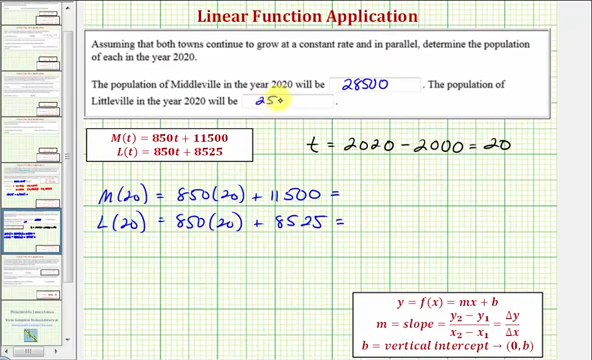 Linear Function Application
Assuming that both towns continue to grow at a constant rate and in parallel, determine the population
of each in the year 2020.
The population of Middleville in the year 2020 will be 28500 . The population of
Littleville in the year 2020 will be 25 .
M(t) = 850t + 11500
L(t) = 850t + 8525
t = 2020 - 2000 = 20
M(20) = 850(20) + 11500 =
L(20) = 850(20) + 8525 =
y = f(x) = mx + b
m = slope = y₂ − y₁ / x₂ − x₁ = Δy / Δx
b = vertical intercept → (0, b)